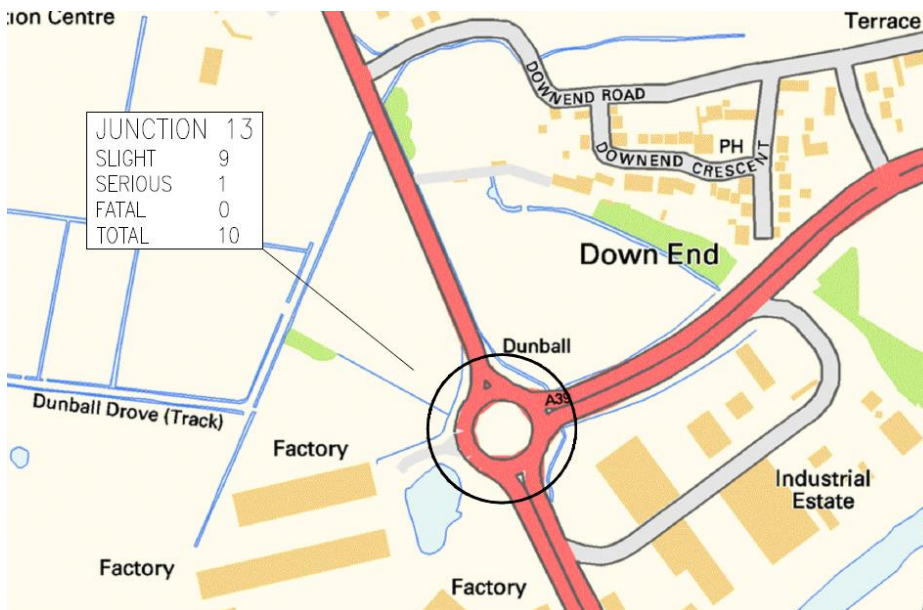 tion Centre
Terrace
DOWNEND ROAD
JUNCTION 13
SLIGHT 9
SERIOUS 1
FATAL 0
TOTAL 10
PH
DOWNEND CRESCENT
Down End
Dunball
A39
Dunball Drove (Track)
Factory
Industrial
Estate
Factory
Factory